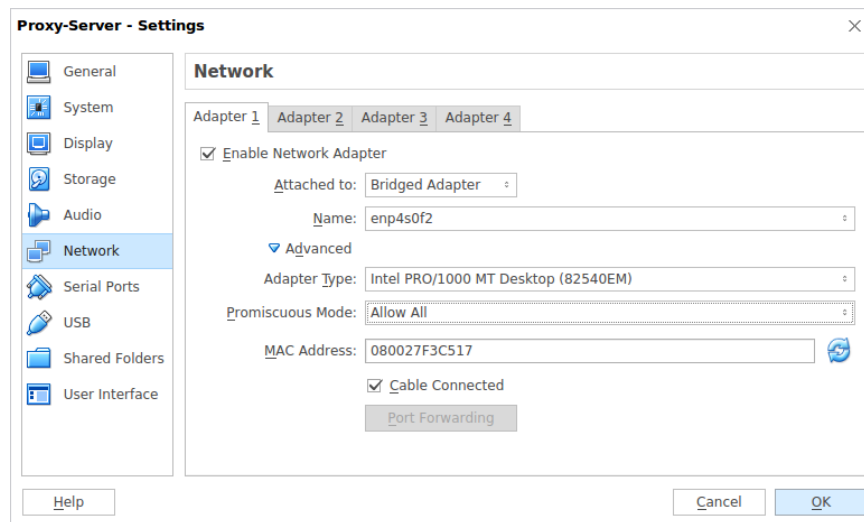 Proxy-Server - Settings
General
System
Display
Storage
Audio
Network
Serial Ports
USB
Shared Folders
User Interface
Network
Adapter 1 Adapter 2 Adapter 3 Adapter 4
Enable Network Adapter
Attached to: Bridged Adapter
Name: enp4s0f2
Advanced
Adapter Type: Intel PRO/1000 MT Desktop (82540EM)
Promiscuous Mode: Allow All
MAC Address: 080027F3C517
Cable Connected
Port Forwarding
Help Cancel OK